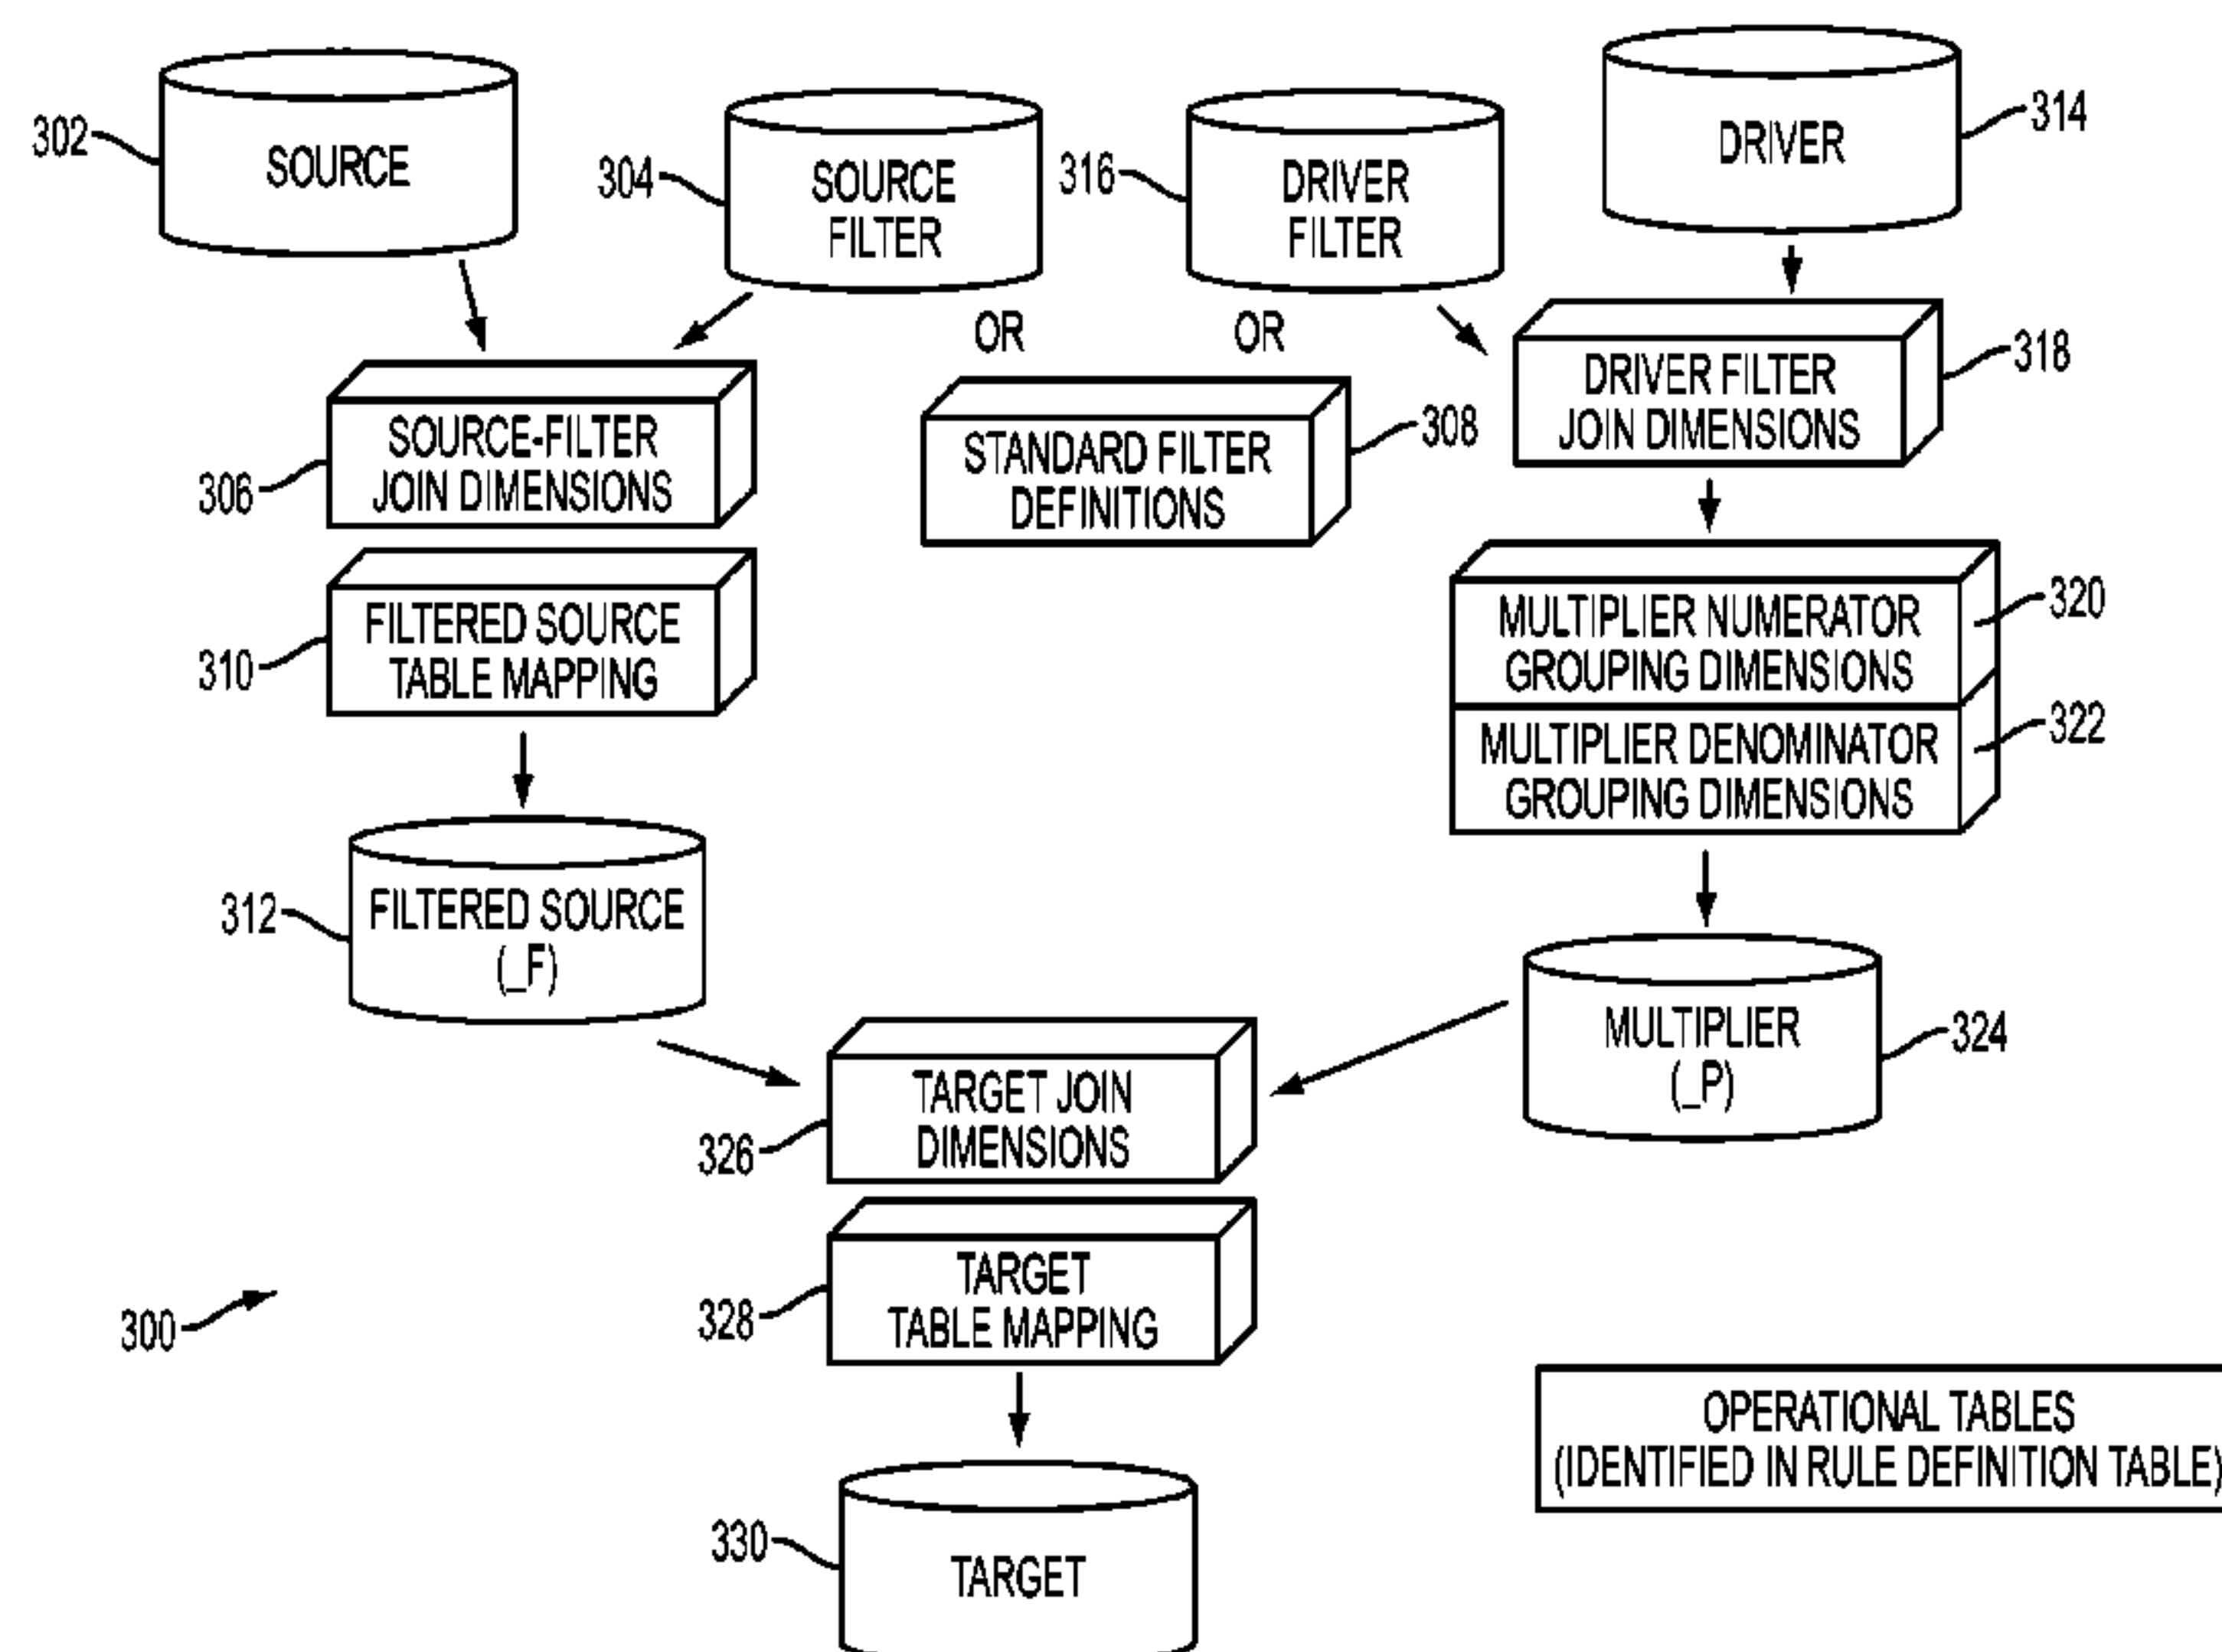 302
SOURCE
304
SOURCE
FILTER
316
DRIVER
FILTER
DRIVER
314
OR
OR
306
SOURCE-FILTER
JOIN DIMENSIONS
STANDARD FILTER
DEFINITIONS
308
DRIVER FILTER
JOIN DIMENSIONS
318
310
FILTERED SOURCE
TABLE MAPPING
MULTIPLIER NUMERATOR
GROUPING DIMENSIONS
320
MULTIPLIER DENOMINATOR
GROUPING DIMENSIONS
322
312
FILTERED SOURCE
(_F)
MULTIPLIER
(_P)
324
326
TARGET JOIN
DIMENSIONS
328
TARGET
TABLE MAPPING
300
OPERATIONAL TABLES
(IDENTIFIED IN RULE DEFINITION TABLE)
330
TARGET